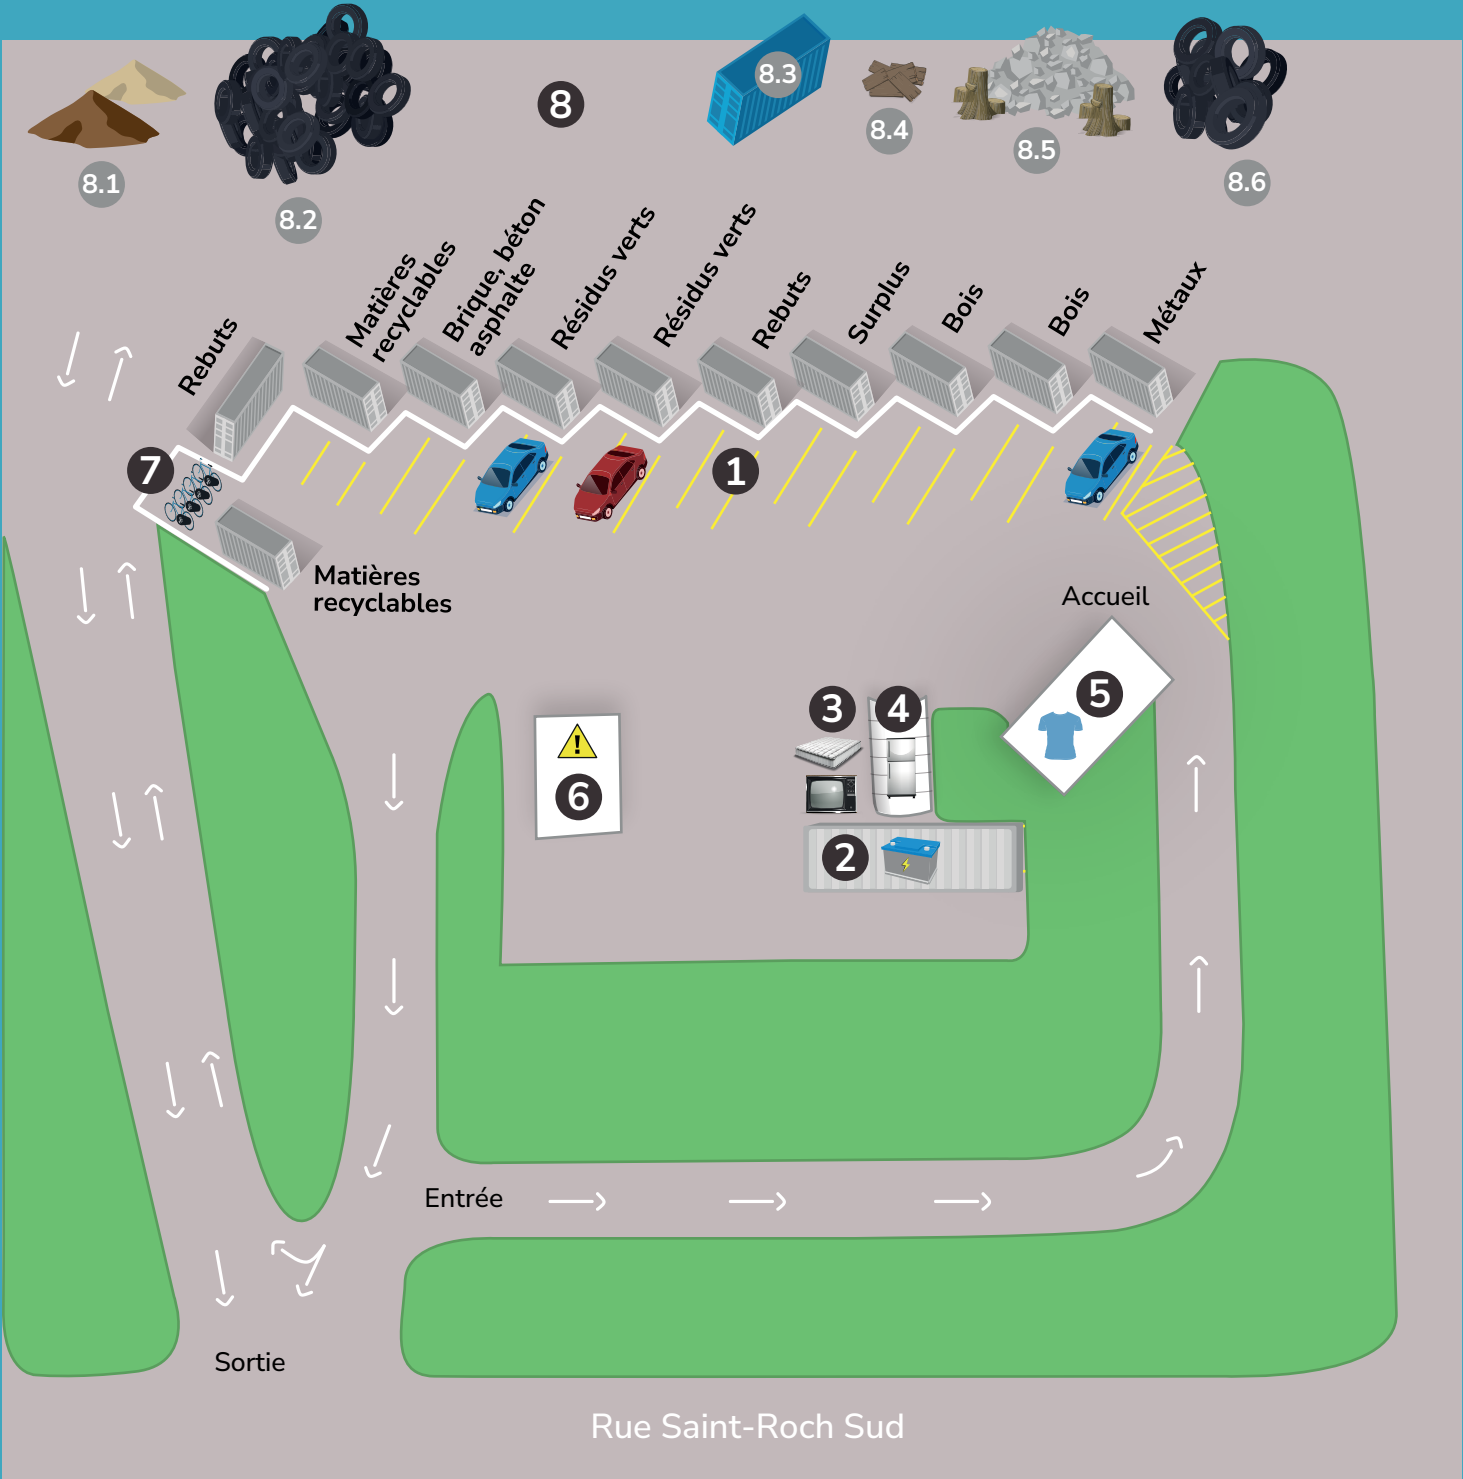 8
8.3
8.4
8.5
8.1
8.2
8.6
Rebuts
Matières
recyclables
Brique, béton
asphalte
Résidus verts
Résidus verts
Rebuts
Surplus
Bois
Bois
Métaux
7
1
Matières
recyclables
Accueil
3
4
5
!
6
2
Entrée
Sortie
Rue Saint-Roch Sud